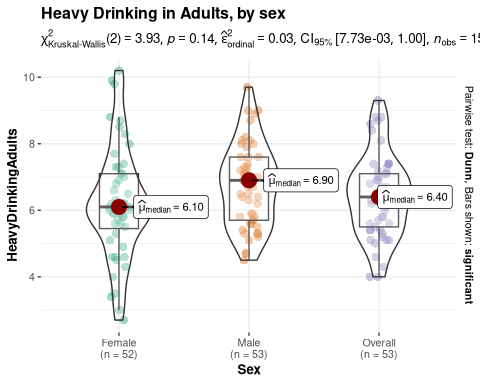 Heavy Drinking in Adults, by sex
χ²Kruskal-Wallis(2) = 3.93, p = 0.14, ε̂²ordinal = 0.03, CI95% [7.73e-03, 1.00], nobs = 15
HeavyDrinkingAdults
10
8
6
4
μ̂median = 6.10
μ̂median = 6.90
μ̂median = 6.40
Pairwise test: Dunn, Bars shown: significant
Female
(n = 52)
Male
(n = 53)
Overall
(n = 53)
Sex